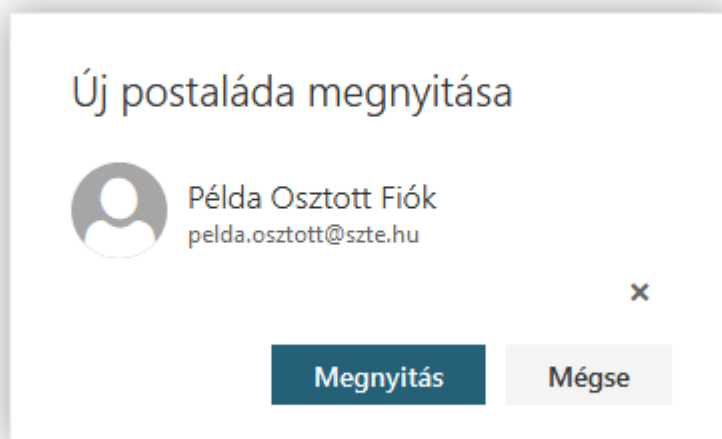 Új postaláda megnyitása
Példa Osztott Fiók
pelda.osztott@szte.hu
Megnyitás Mégse